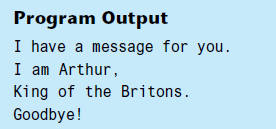 Program Output
I have a message for you.
I am Arthur,
King of the Britons.
Goodbye!